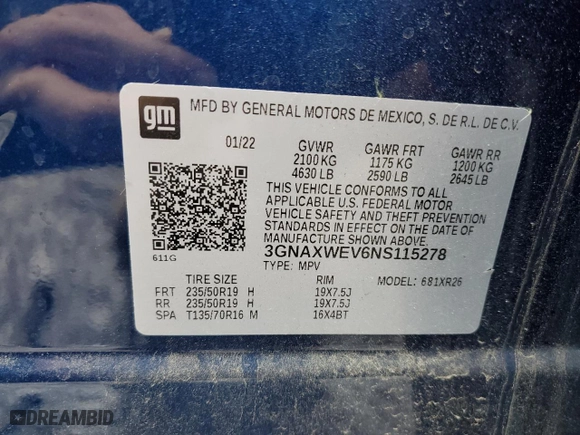 gm
MFD BY GENERAL MOTORS DE MEXICO, S. DE R.L. DE C.V.
01/22 GVWR GAWR FRT GAWR RR
2100 KG 1175 KG 1200 KG
4630 LB 2590 LB 2645 LB
THIS VEHICLE CONFORMS TO ALL
APPLICABLE U.S. FEDERAL MOTOR
VEHICLE SAFETY AND THEFT PREVENTION
STANDARDS IN EFFECT ON THE DATE OF
MANUFACTURE SHOWN ABOVE.
611G
3GNAXWEV6NS115278
TYPE: MPV MODEL: 681XR26
TIRE SIZE RIM
FRT 235/50R19 H 19X7.5J
RR 235/50R19 H 19X7.5J
SPA T135/70R16 M 16X4BT
DREAMBID